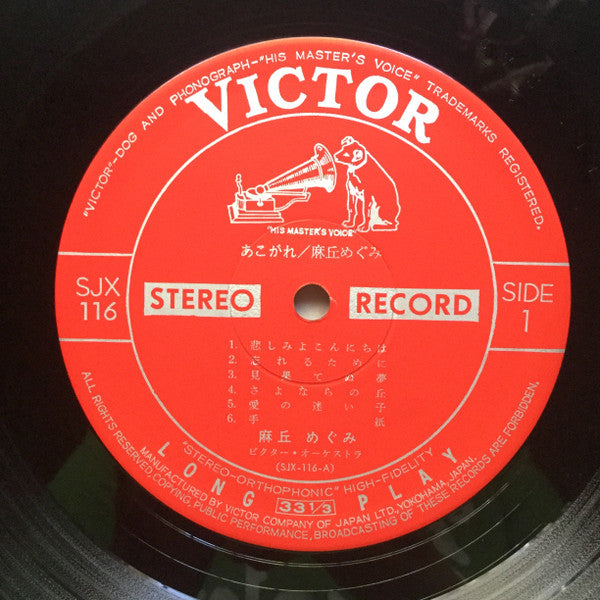 "VICTOR"–DOG AND PHONOGRAPH–"HIS MASTER'S VOICE" TRADEMARKS REGISTERED.
VICTOR
"HIS MASTER'S VOICE"
あこがれ／麻丘めぐみ
SJX
116
STEREO
RECORD
SIDE
1
1. 悲しみよこんにちは
2. 忘れるために
3. 見果てぬ夢
4. さよならの丘
5. 愛の迷い子
6. 手紙
麻丘 めぐみ
ビクター・オーケストラ
(SJX-116-A)
"STEREO-ORTHOPHONIC" HIGH-FIDELITY
LONG PLAY
33 1/3
MANUFACTURED BY VICTOR COMPANY OF JAPAN LTD., YOKOHAMA, JAPAN.
ALL RIGHTS RESERVED, COPYING, PUBLIC PERFORMANCE, BROADCASTING OF THESE RECORDS ARE FORBIDDEN.